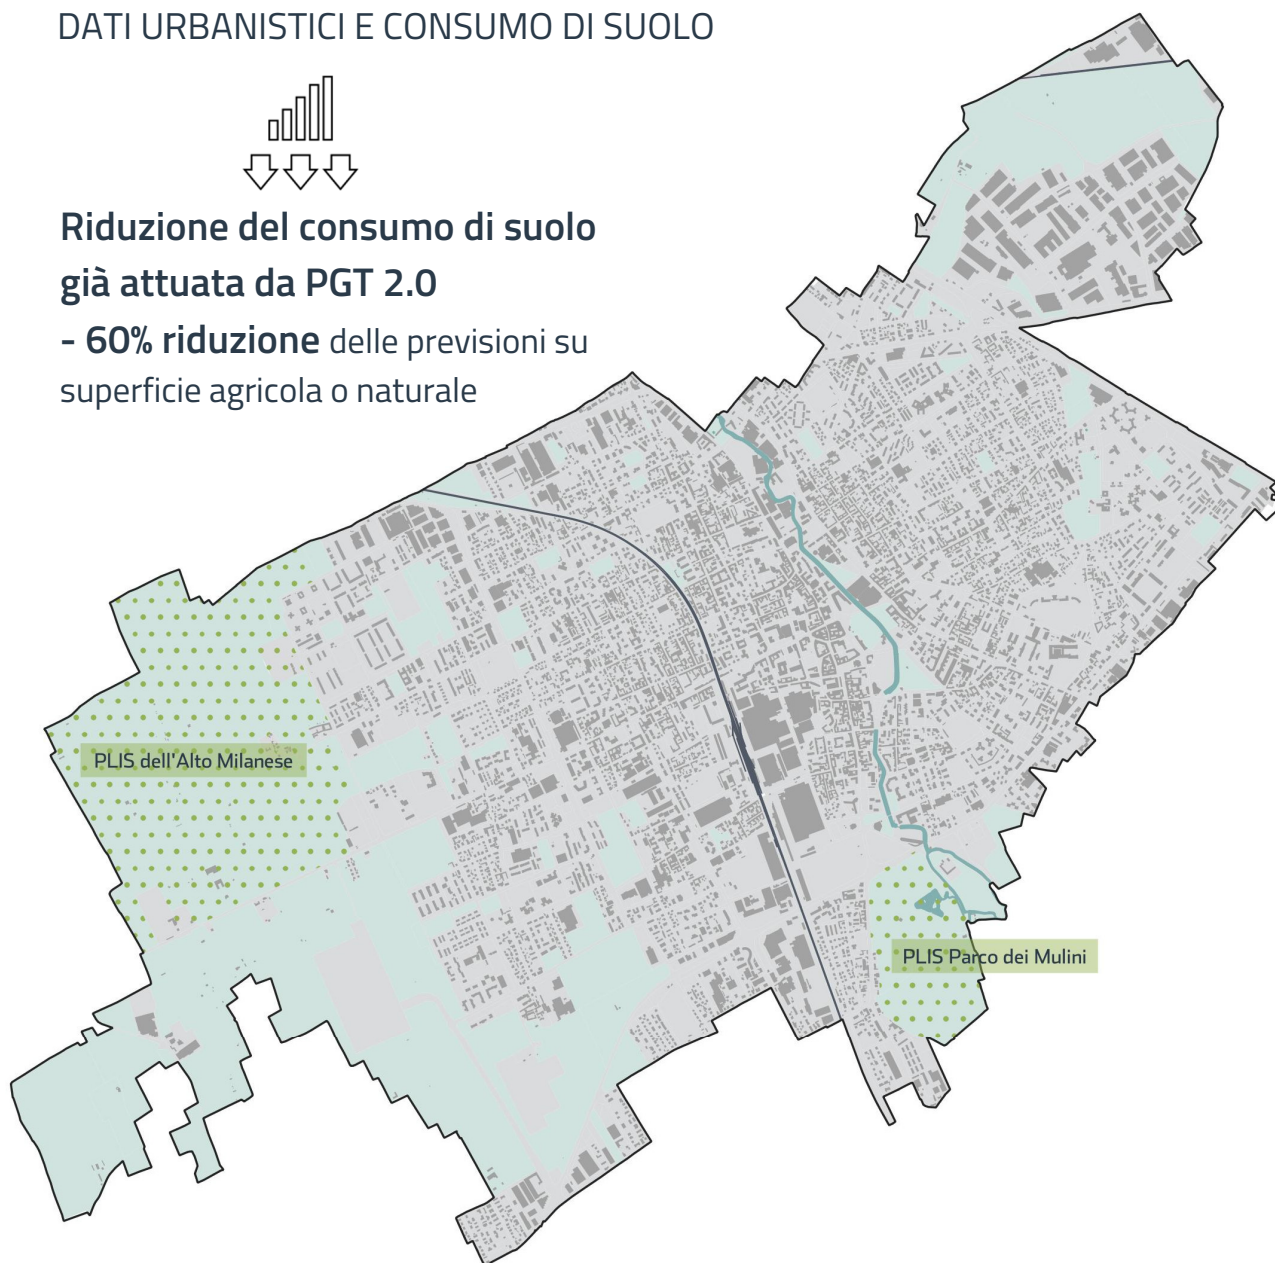 DATI URBANISTICI E CONSUMO DI SUOLO
Riduzione del consumo di suolo
già attuata da PGT 2.0
- 60% riduzione delle previsioni su
superficie agricola o naturale
PLIS dell'Alto Milanese
PLIS Parco dei Mulini